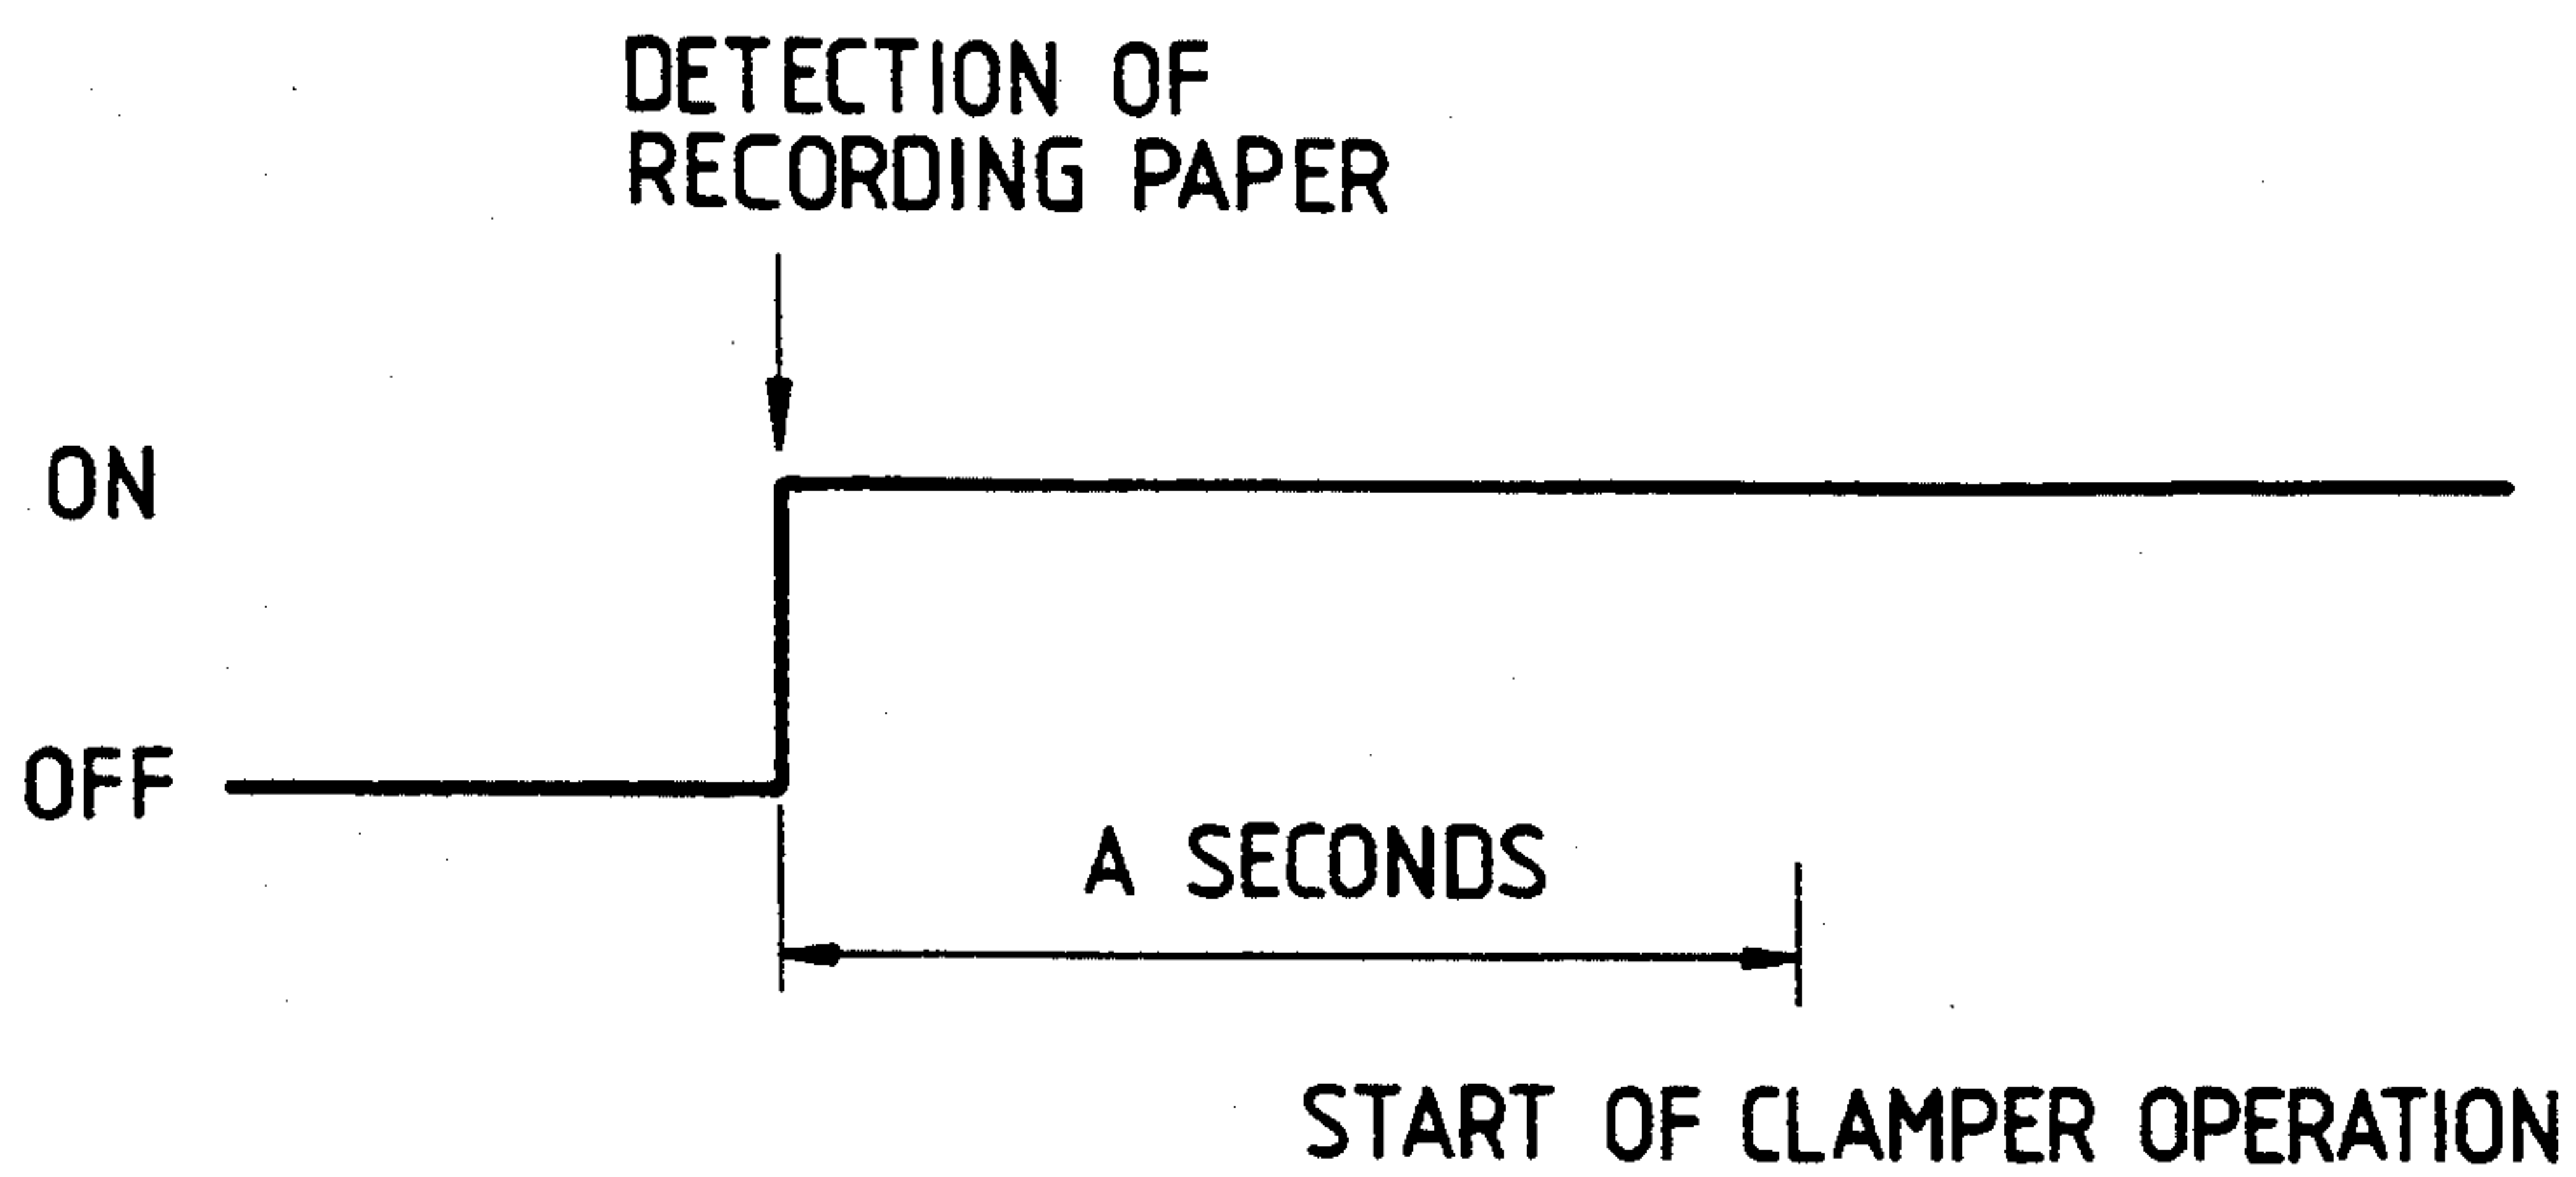 DETECTION OF
RECORDING PAPER
ON
OFF
A SECONDS
START OF CLAMPER OPERATION